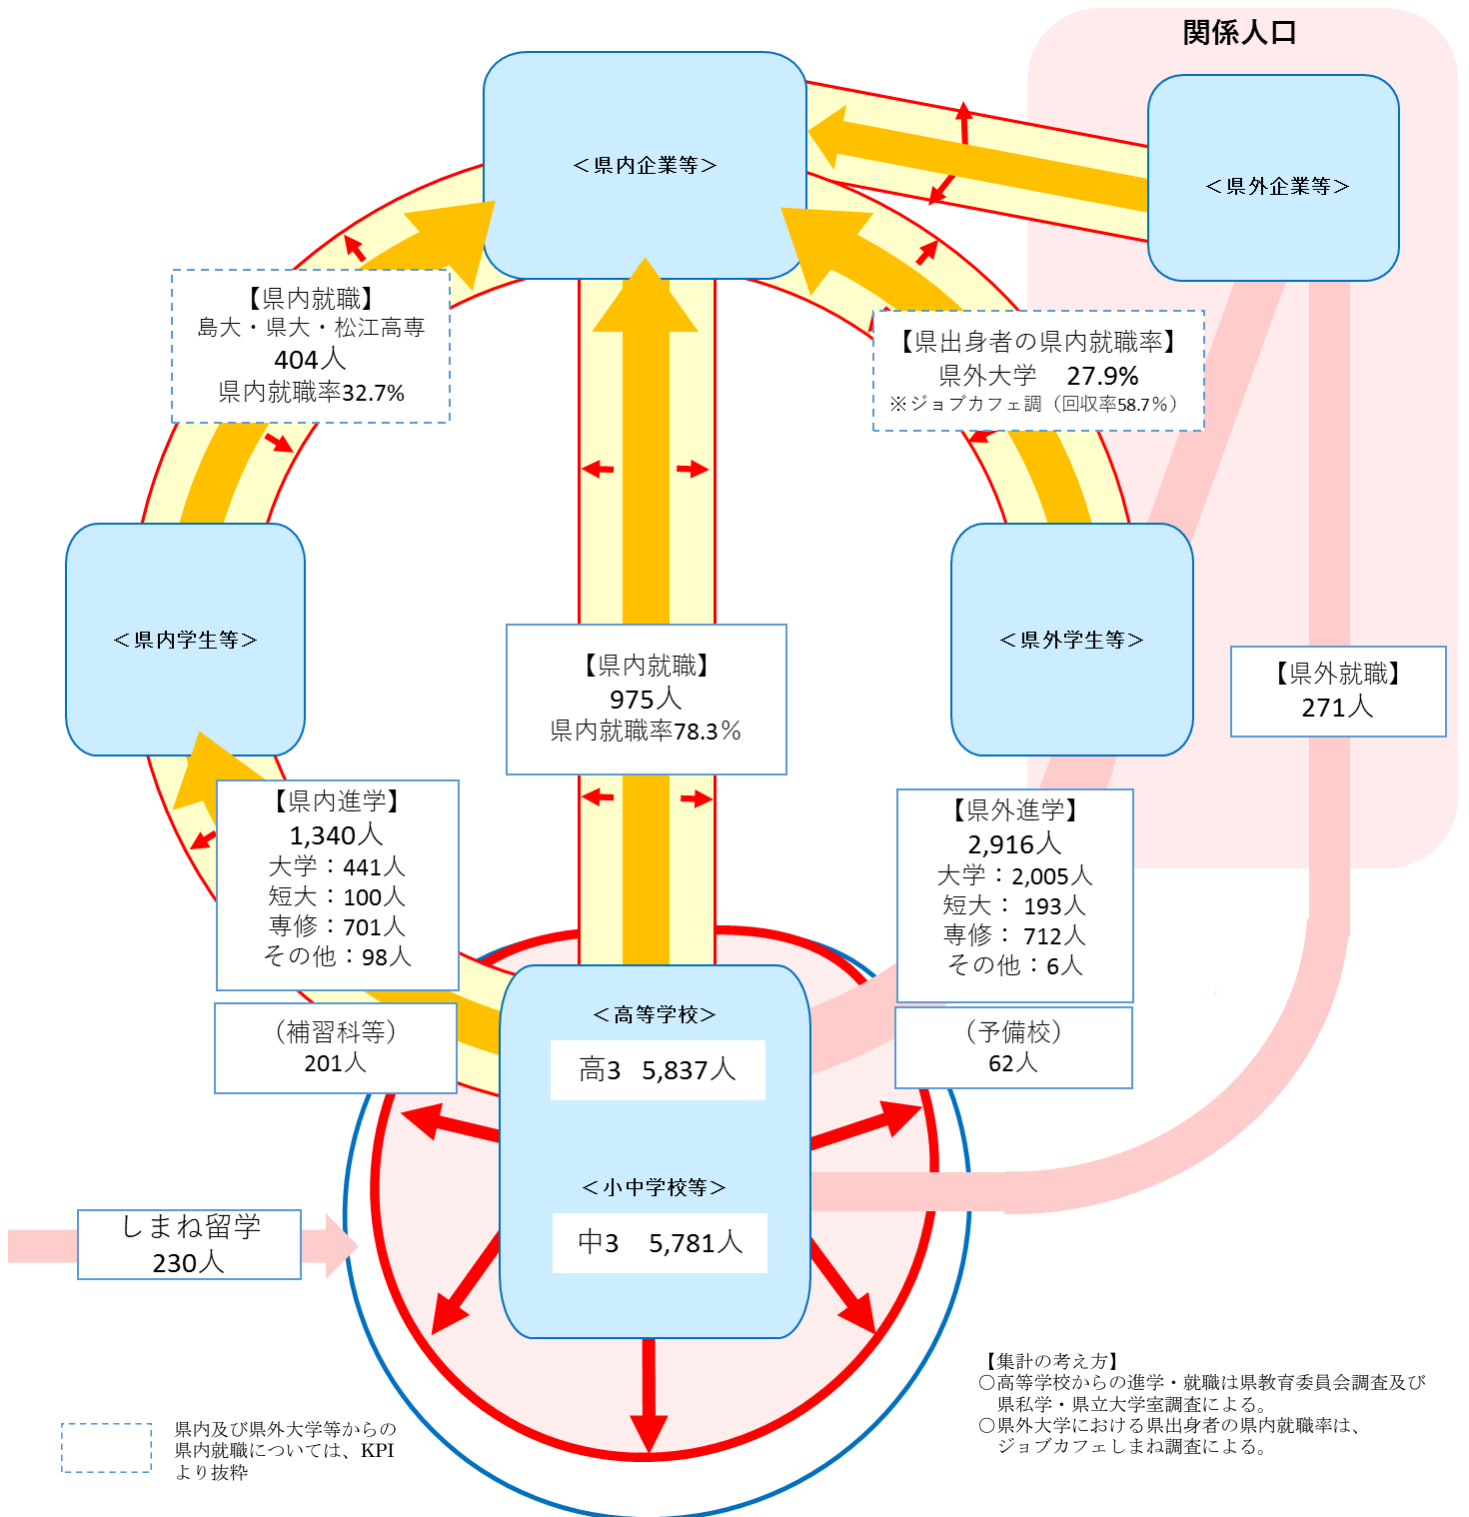 関係人口
＜県内企業等＞
＜県外企業等＞
【県内就職】
島大・県大・松江高専
404人
県内就職率32.7%
【県出身者の県内就職率】
県外大学　27.9%
※ジョブカフェ調（回収率58.7％）
＜県内学生等＞
【県内就職】
975人
県内就職率78.3％
＜県外学生等＞
【県外就職】
271人
【県内進学】
1,340人
大学：441人
短大：100人
専修：701人
その他：98人
（補習科等）
201人
【県外進学】
2,916人
大学：2,005人
短大： 193人
専修： 712人
その他：6人
（予備校）
62人
＜高等学校＞
高3　5,837人
＜小中学校等＞
中3　5,781人
しまね留学
230人
県内及び県外大学等からの
県内就職については、KPI
より抜粋
【集計の考え方】
○高等学校からの進学・就職は県教育委員会調査及び
県私学・県立大学室調査による。
○県外大学における県出身者の県内就職率は、
ジョブカフェしまね調査による。